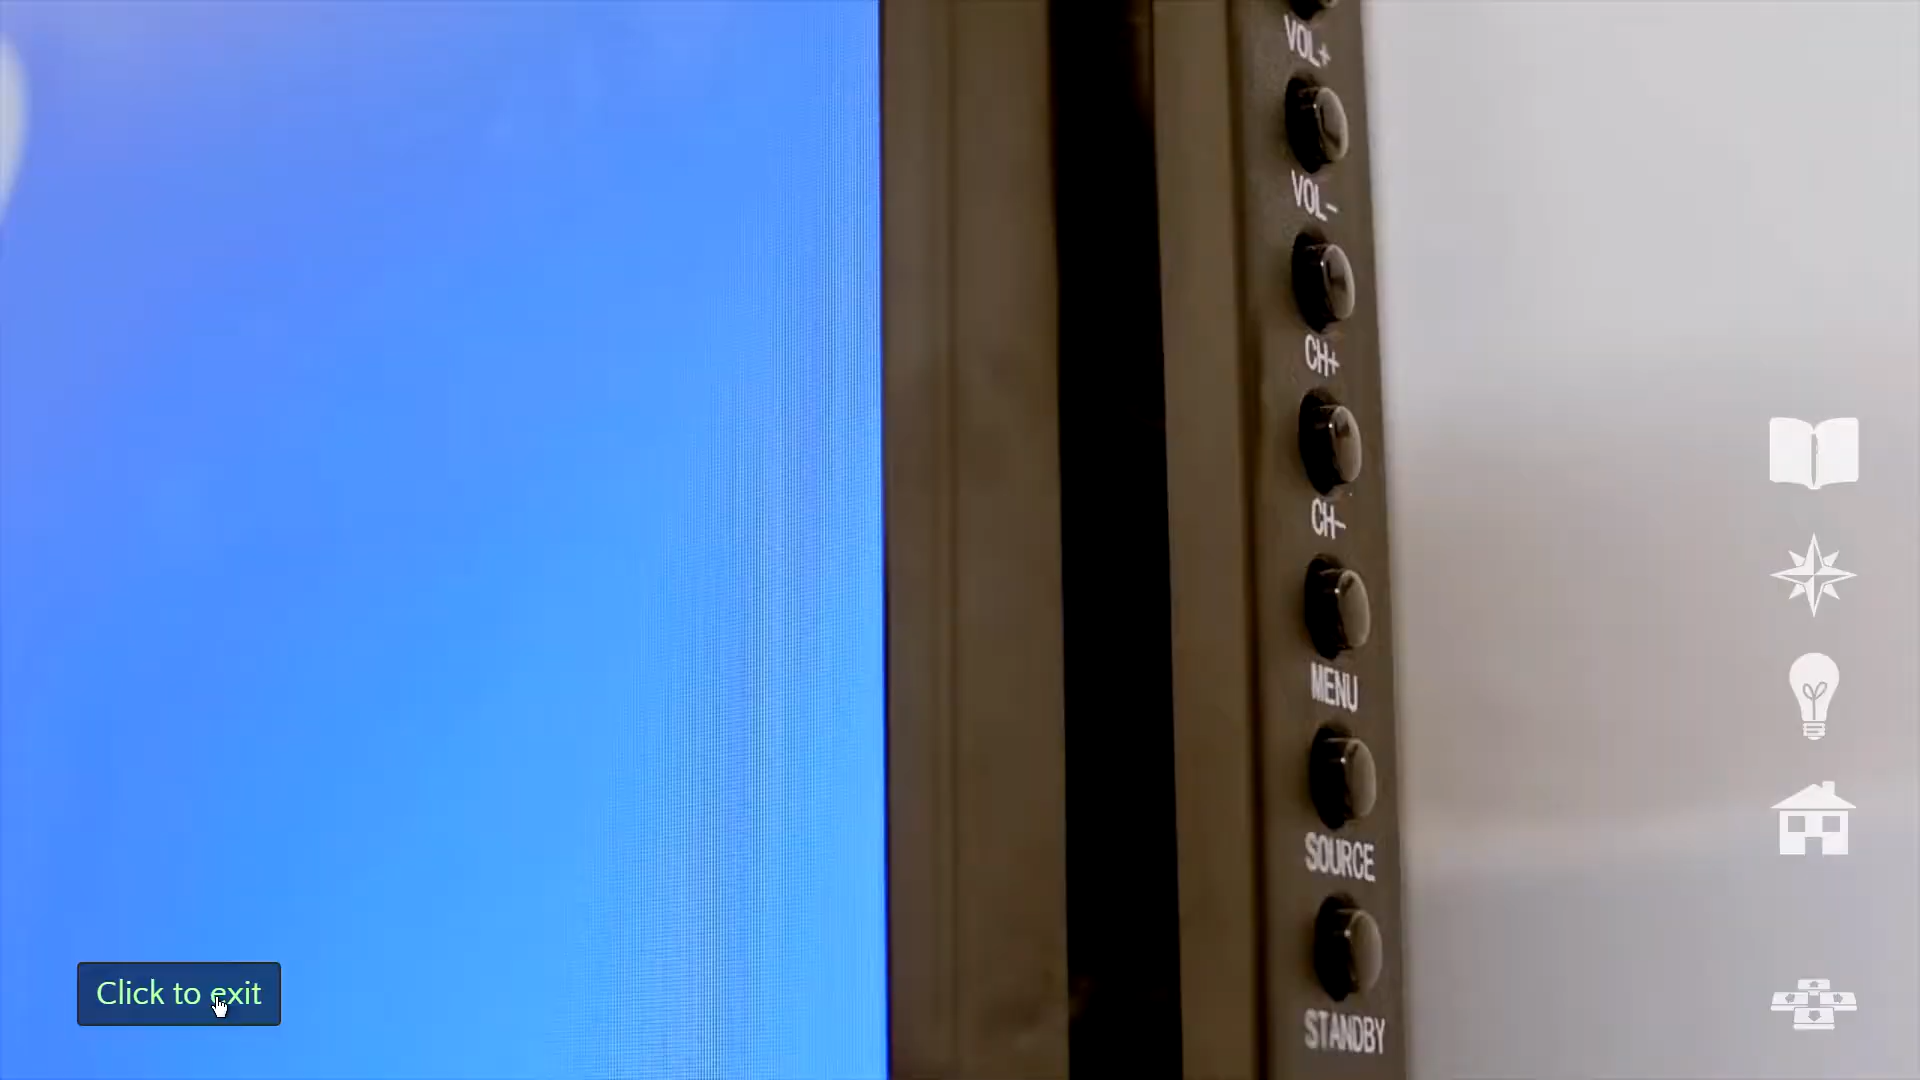 VOL+
VOL-
CH+
CH-
MENU
SOURCE
STANDBY
Click to exit